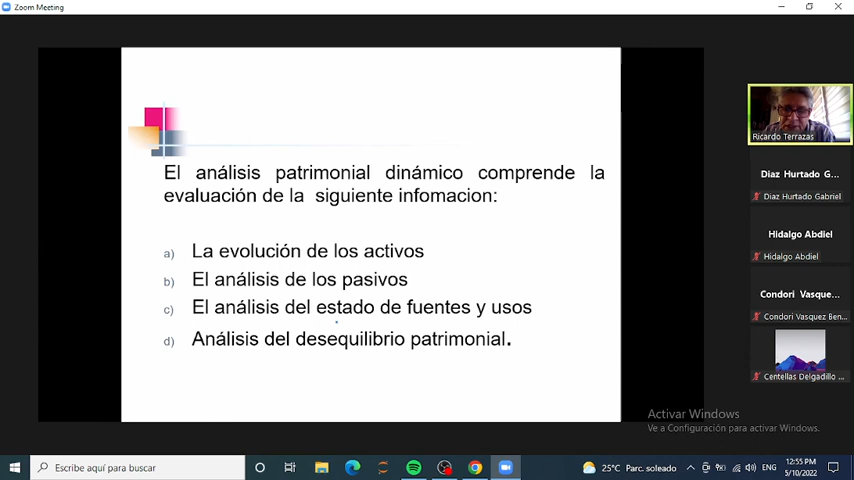 Zoom Meeting
El análisis patrimonial dinámico comprende la
evaluación de la siguiente infomacion:
a) La evolución de los activos
b) El análisis de los pasivos
c) El análisis del estado de fuentes y usos
d) Análisis del desequilibrio patrimonial.
Ricardo Terrazas
Diaz Hurtado G...
Diaz Hurtado Gabriel
Hidalgo Abdiel
Hidalgo Abdiel
Condori Vasque...
Condori Vasquez Ben...
Centellas Delgadillo ...
Activar Windows
Ve a Configuración para activar Windows.
Escribe aquí para buscar
25°C Parc. soleado
ENG
12:55 PM
5/10/2022